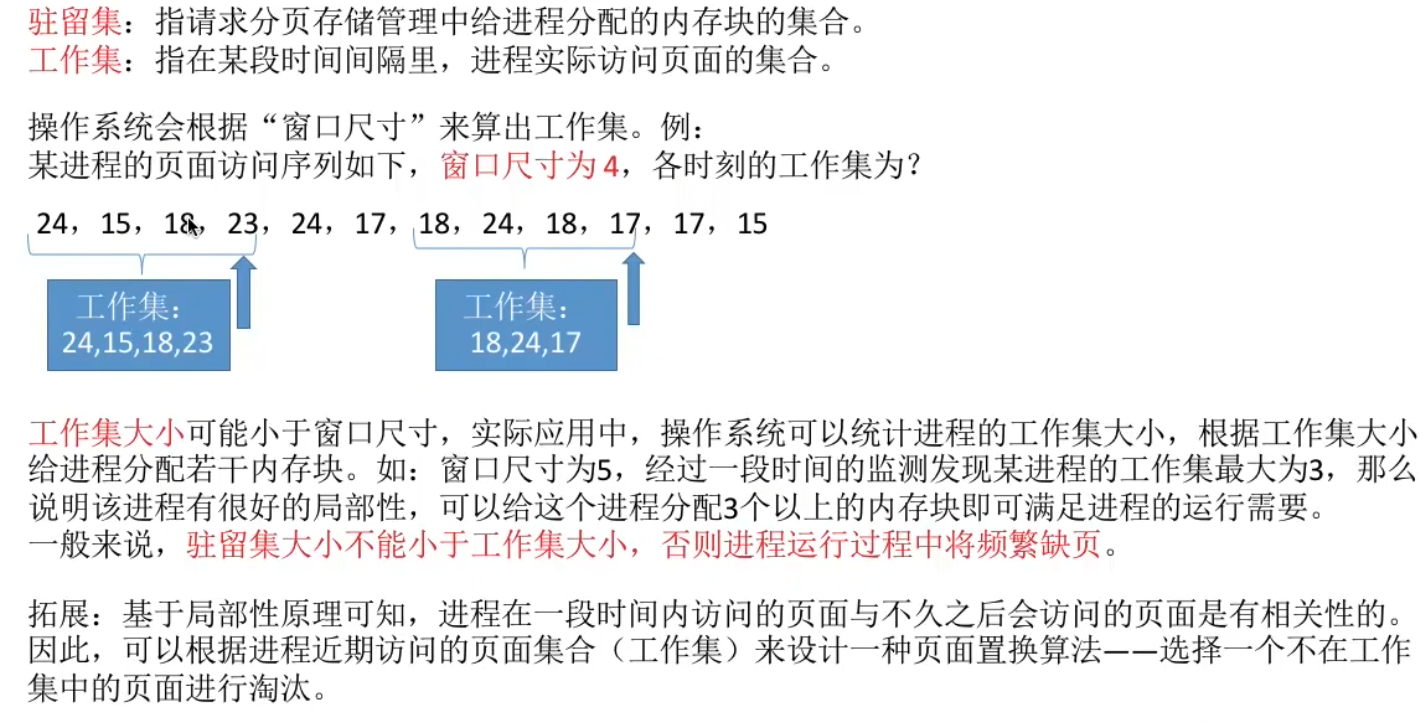 驻留集：指请求分页存储管理中给进程分配的内存块的集合。
工作集：指在某段时间间隔里，进程实际访问页面的集合。
操作系统会根据“窗口尺寸”来算出工作集。例：
某进程的页面访问序列如下，窗口尺寸为 4，各时刻的工作集为？
24，15，18，23，24，17，18，24，18，17，17，15
工作集：
24,15,18,23
工作集：
18,24,17
工作集大小可能小于窗口尺寸，实际应用中，操作系统可以统计进程的工作集大小，根据工作集大小
给进程分配若干内存块。如：窗口尺寸为5，经过一段时间的监测发现某进程的工作集最大为3，那么
说明该进程有很好的局部性，可以给这个进程分配3个以上的内存块即可满足进程的运行需要。
一般来说，驻留集大小不能小于工作集大小，否则进程运行过程中将频繁缺页。
拓展：基于局部性原理可知，进程在一段时间内访问的页面与不久之后会访问的页面是有相关性的。
因此，可以根据进程近期访问的页面集合（工作集）来设计一种页面置换算法——选择一个不在工作
集中的页面进行淘汰。